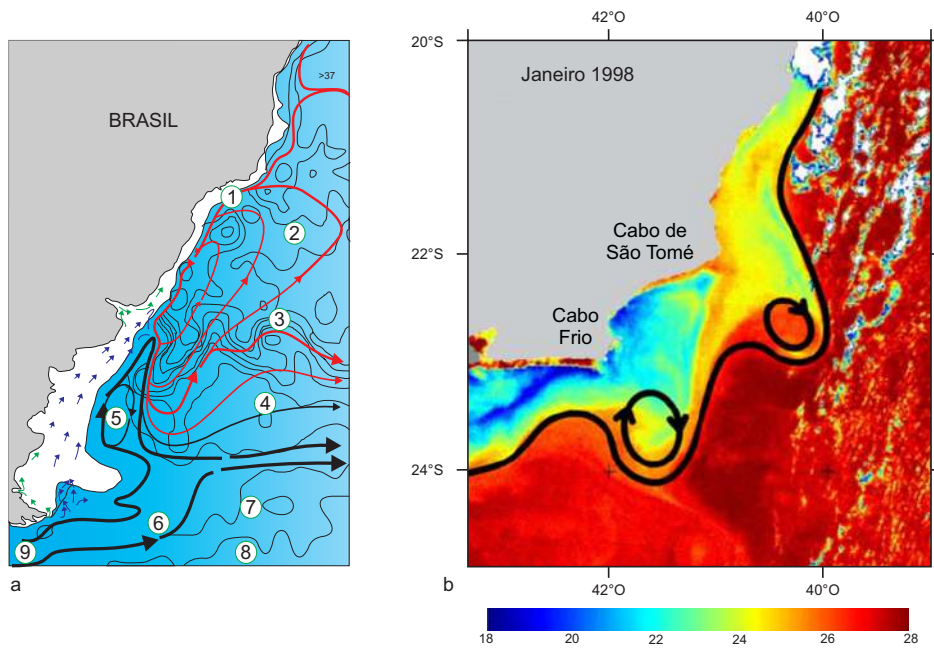 BRASIL
>37
1
2
3
4
5
6
7
8
9
a
42°O
40°O
20°S
Janeiro 1998
Cabo de
São Tomé
22°S
Cabo
Frio
24°S
42°O
40°O
b
18
20
22
24
26
28